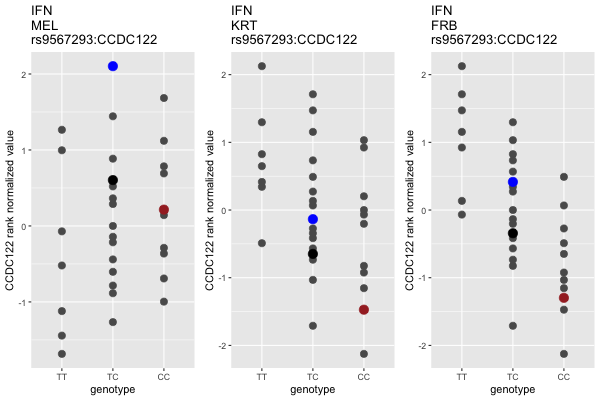 IFN
MEL
rs9567293:CCDC122
CCDC122 rank normalized value
2
1
0
-1
TT
TC
CC
genotype
IFN
KRT
rs9567293:CCDC122
CCDC122 rank normalized value
2
1
0
-1
-2
TT
TC
CC
genotype
IFN
FRB
rs9567293:CCDC122
CCDC122 rank normalized value
2
1
0
-1
-2
TT
TC
CC
genotype